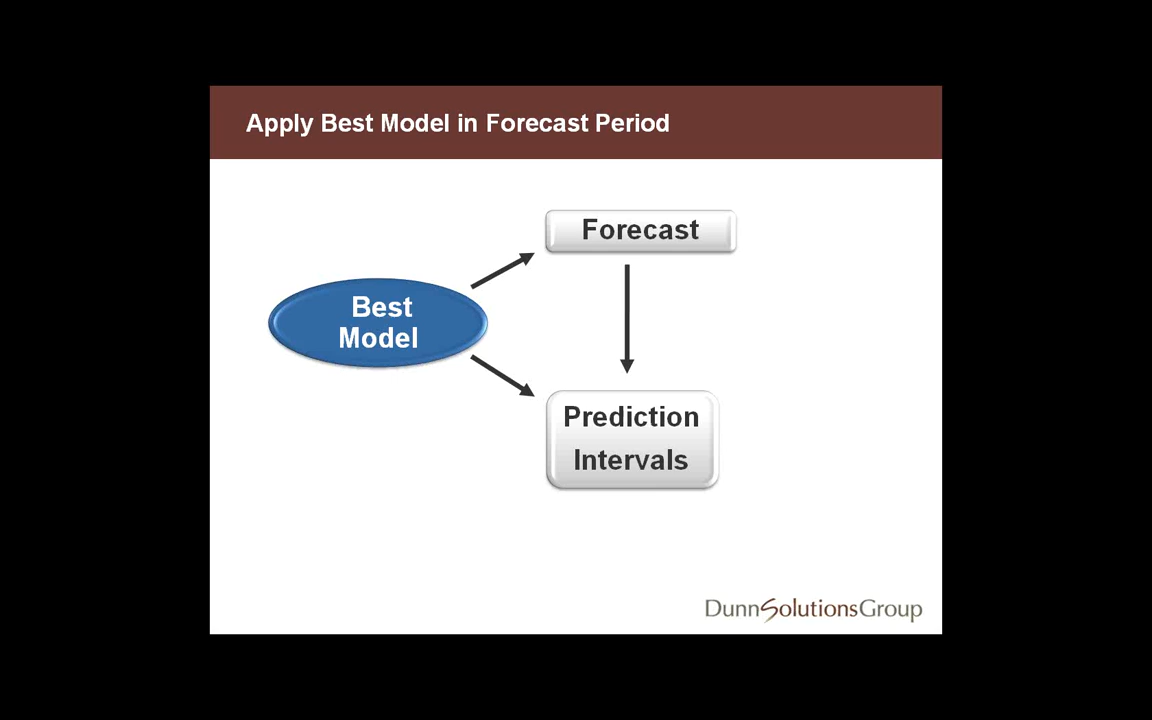 Apply Best Model in Forecast Period
Forecast
Best
Model
Prediction
Intervals
DunnSolutionsGroup